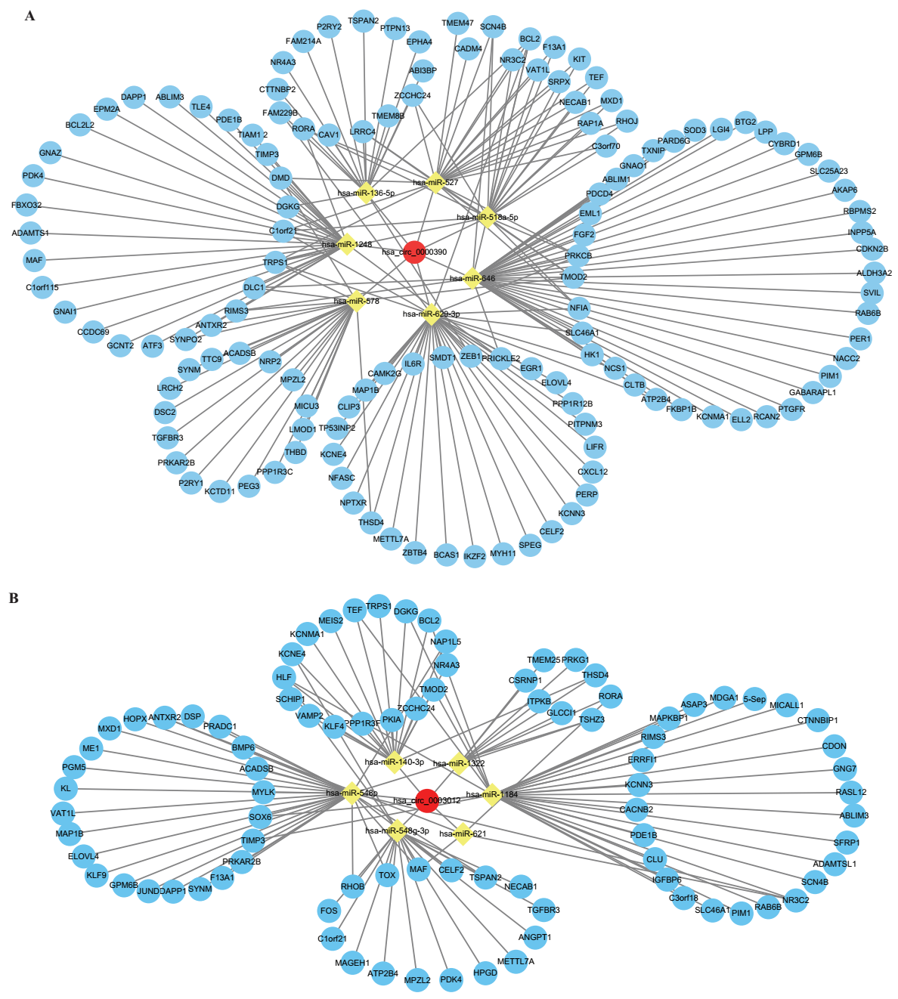 A
TMEM47
SCN4B
TSPAN2
P2RY2
PTPN13
BCL2
FAM214A
EPHA4
F13A1
CADM4
NR3C2
KIT
NR4A3
ABI3BP
VAT1L
TEF
SRPX
CTTNBP2
ZCCHC24
NECAB1
MXD1
DAPP1
ABLIM3
EPM2A
TLE4
FAM229B
TMEM8B
RAP1A
RHOJ
PDE1B
BCL2L2
RORA
LRRC4
CAV1
TIAM1 2
C3orf70
TIMP3
GNAZ
BTG2
SOD3
LGI4
LPP
PARD6G
CYBRD1
TXNIP
GPM6B
GNAO1
SLC25A23
ABLIM1
PDK4
DMD
hsa-miR-527
hsa-miR-136-5p
PDCD4
AKAP6
FBXO32
DGKG
EML1
RBPMS2
hsa-miR-518a-5p
ADAMTS1
C1orf21
FGF2
INPP5A
hsa-miR-1248
hsa_circ_0000390
PRKCB
CDKN2B
MAF
TRPS1
ALDH3A2
TMOD2
hsa-miR-646
C1orf115
DLC1
SVIL
hsa-miR-578
NFIA
GNAI1
RIMS3
hsa-miR-629-3p
RAB6B
ANTXR2
CCDC69
SLC46A1
PER1
SYNPO2
GCNT2
ATF3
ACADSB
HK1
NACC2
TTC9
NRP2
SMDT1
ZEB1
PRICKLE2
SYNM
IL6R
EGR1
NCS1
PIM1
CAMK2G
MPZL2
ELOVL4
CLTB
GABARAPL1
LRCH2
MAP1B
ATP2B4
PPP1R12B
MICU3
CLIP3
FKBP1B
PTGFR
DSC2
KCNMA1
RCAN2
ELL2
PITPNM3
LMOD1
TP53INP2
TGFBR3
LIFR
THBD
KCNE4
PRKAR2B
CXCL12
PPP1R3C
NFASC
P2RY1
PEG3
KCTD11
PERP
NPTXR
KCNN3
THSD4
CELF2
METTL7A
SPEG
ZBTB4
BCAS1
IKZF2
MYH11
B
TEF
TRPS1
DGKG
MEIS2
BCL2
KCNMA1
NAP1L5
KCNE4
NR4A3
TMEM25
PRKG1
HLF
CSRNP1
THSD4
TMOD2
SCHIP1
ITPKB
RORA
ZCCHC24
GLCCI1
VAMP2
PPP1R3F
PKIA
KLF4
TSHZ3
HOPX
ANTXR2
DSP
PRADC1
MXD1
MDGA1
5-Sep
ASAP3
MICALL1
MAPKBP1
CTNNBIP1
ME1
BMP6
RIMS3
CDON
PGM5
ACADSB
hsa-miR-140-3p
hsa-miR-1322
ERRFI1
GNG7
KL
MYLK
hsa-miR-548p
hsa_circ_0003012
hsa-miR-1184
KCNN3
RASL12
VAT1L
SOX6
CACNB2
ABLIM3
MAP1B
TIMP3
hsa-miR-548g-3p
hsa-miR-621
PDE1B
SFRP1
ELOVL4
PRKAR2B
CLU
ADAMTSL1
KLF9
F13A1
MAF
CELF2
TSPAN2
IGFBP6
SCN4B
GPM6B
JUND
DAPP1
SYNM
RHOB
TOX
NECAB1
C3orf18
NR3C2
FOS
TGFBR3
SLC46A1
PIM1
RAB6B
C1orf21
ANGPT1
MAGEH1
METTL7A
ATP2B4
MPZL2
PDK4
HPGD